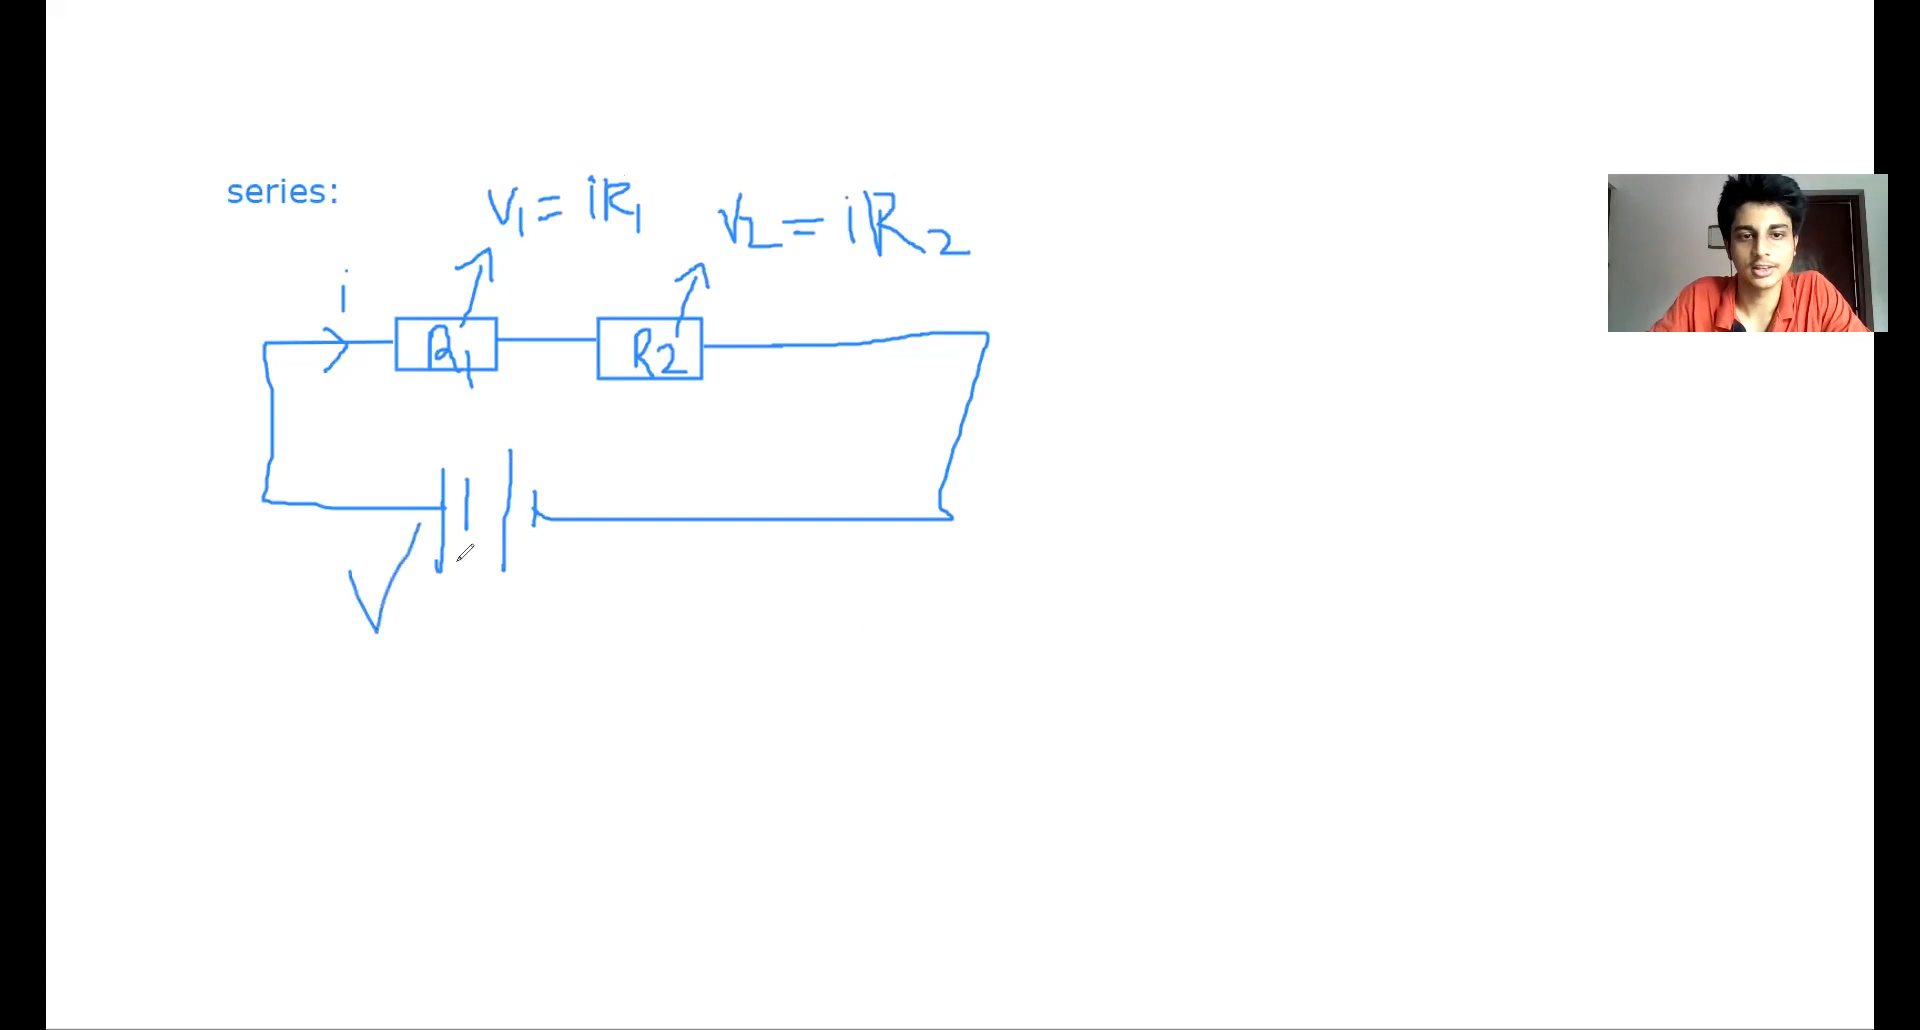 series:
V1 = iR1
V2 = iR2
i
R1
R2
V